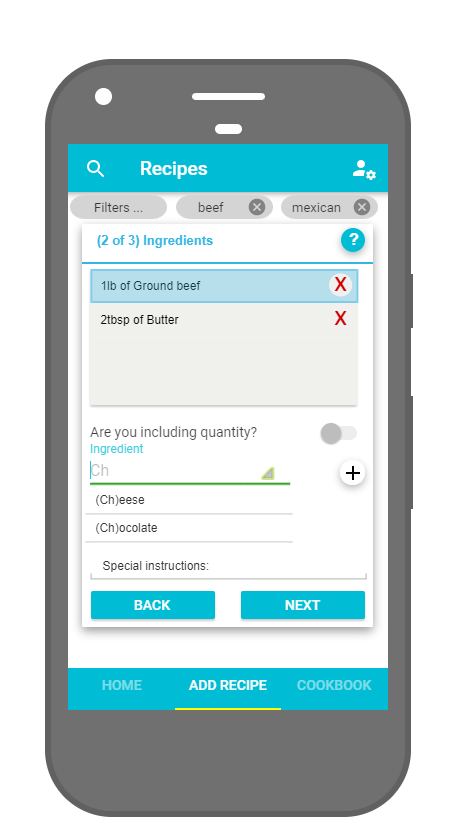 Recipes
Filters ... beef mexican
(2 of 3) Ingredients ?
1lb of Ground beef X
2tbsp of Butter X
Are you including quantity?
Ingredient
Ch
(Ch)eese
(Ch)ocolate
Special instructions:
BACK NEXT
HOME ADD RECIPE COOKBOOK